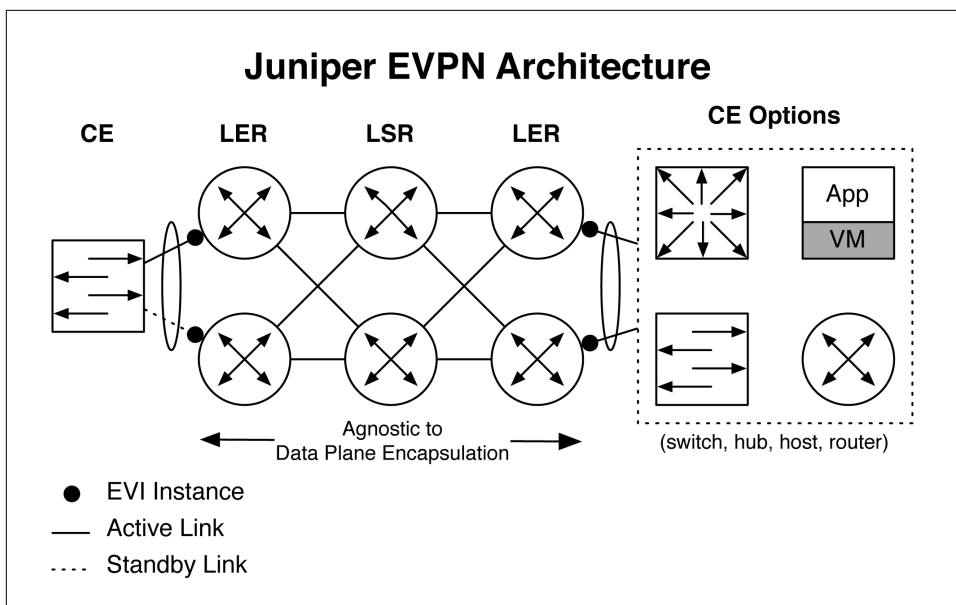 Juniper EVPN Architecture
CE
LER
LSR
LER
CE Options
App
VM
Agnostic to
Data Plane Encapsulation
(switch, hub, host, router)
EVI Instance
Active Link
Standby Link